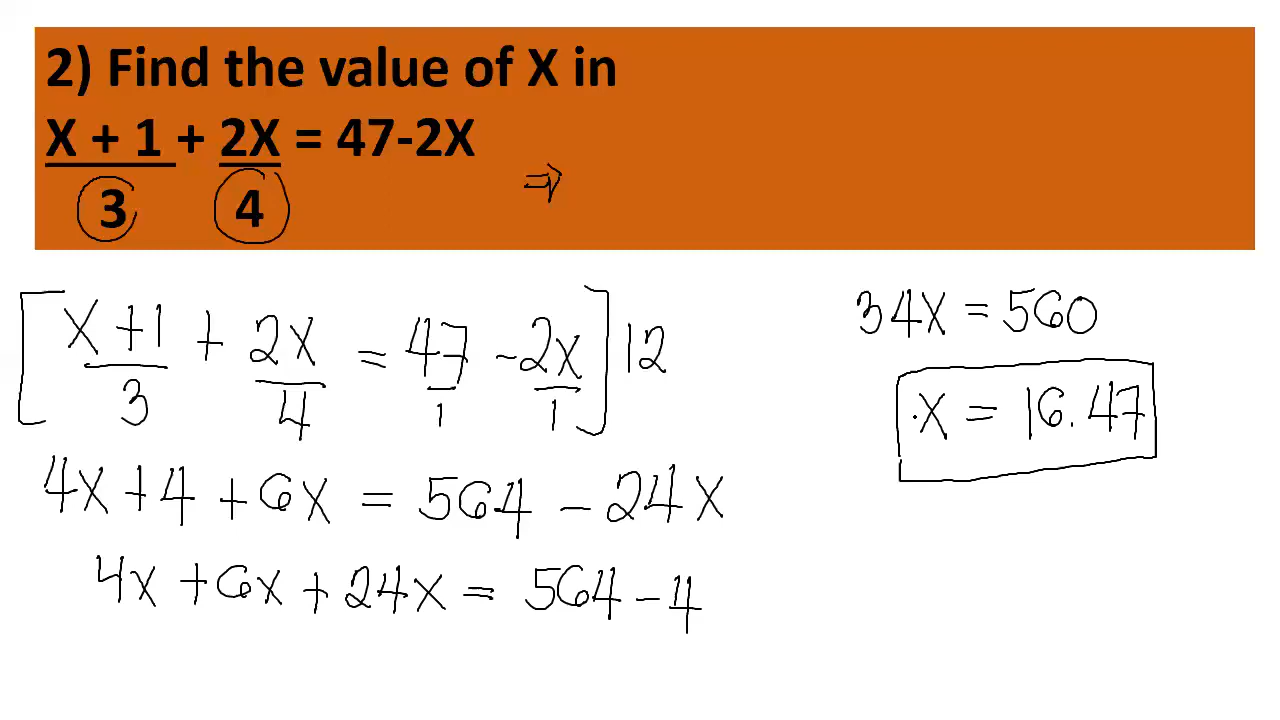 2) Find the value of X in
X + 1 + 2X = 47-2X
3 4
⇒
[X+1/3 + 2X/4 = 47/1 - 2x/1] 12
4X + 4 + 6X = 564 - 24X
4x + 6x + 24x = 564 - 4
34X = 560
.X = 16.47